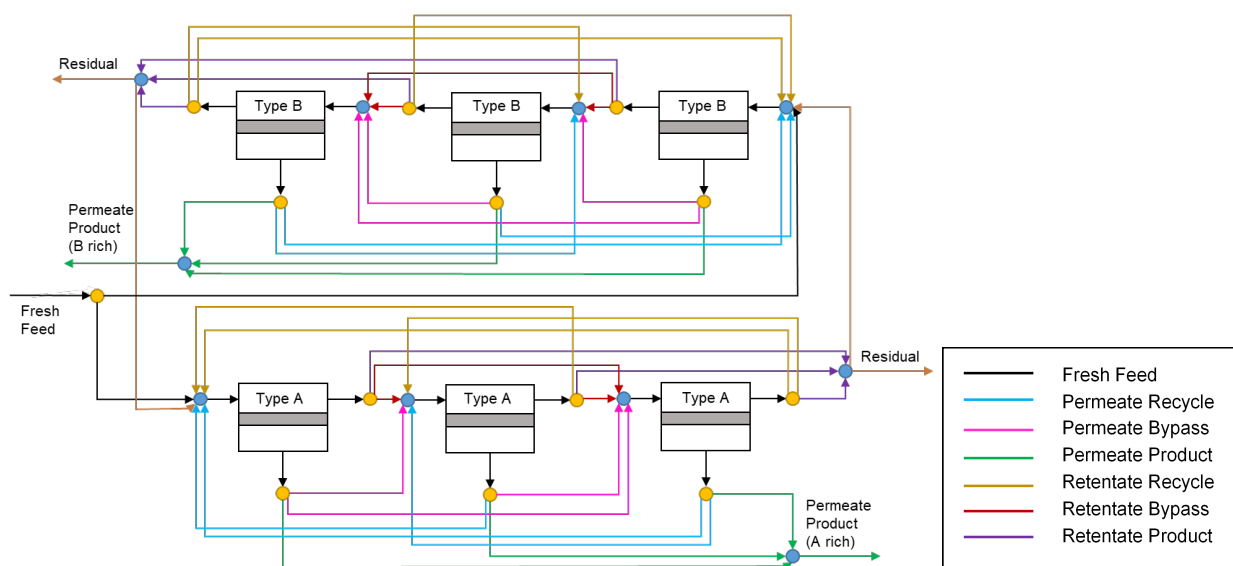 Residual
Type B
Type B
Type B
Permeate
Product
(B rich)
Fresh
Feed
Type A
Type A
Type A
Residual
Permeate
Product
(A rich)
Fresh Feed
Permeate Recycle
Permeate Bypass
Permeate Product
Retentate Recycle
Retentate Bypass
Retentate Product